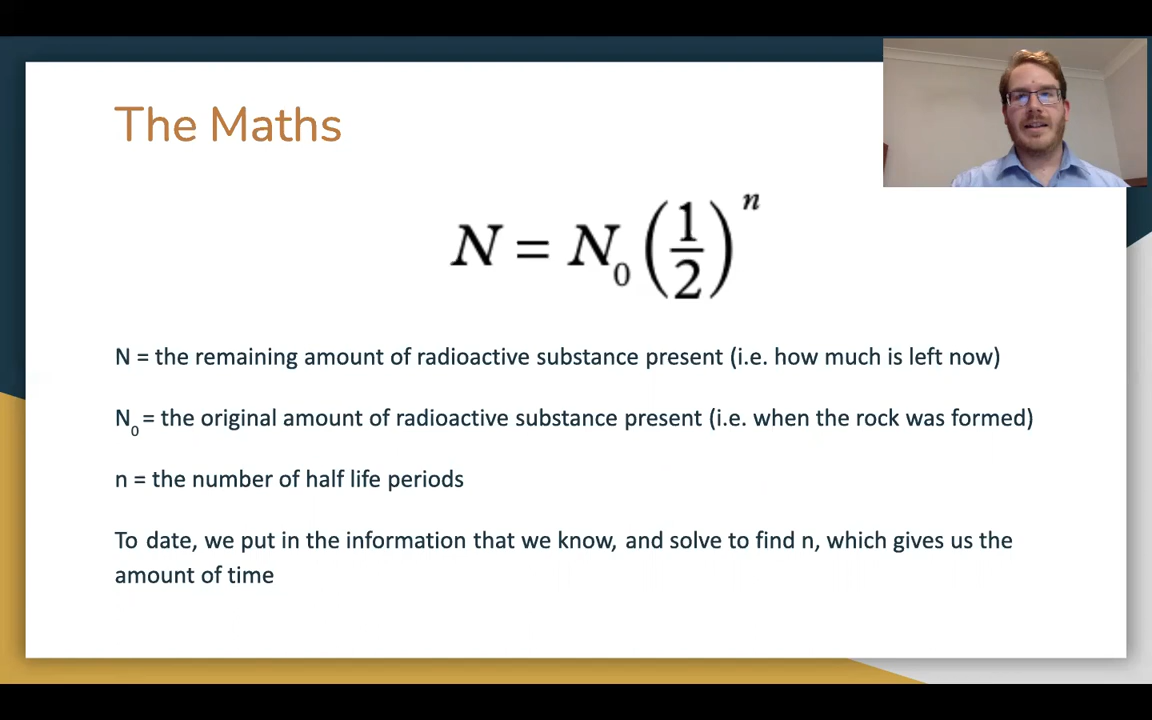 The Maths
N = N₀ (1/2)ⁿ
N = the remaining amount of radioactive substance present (i.e. how much is left now)
N₀ = the original amount of radioactive substance present (i.e. when the rock was formed)
n = the number of half life periods
To date, we put in the information that we know, and solve to find n, which gives us the
amount of time